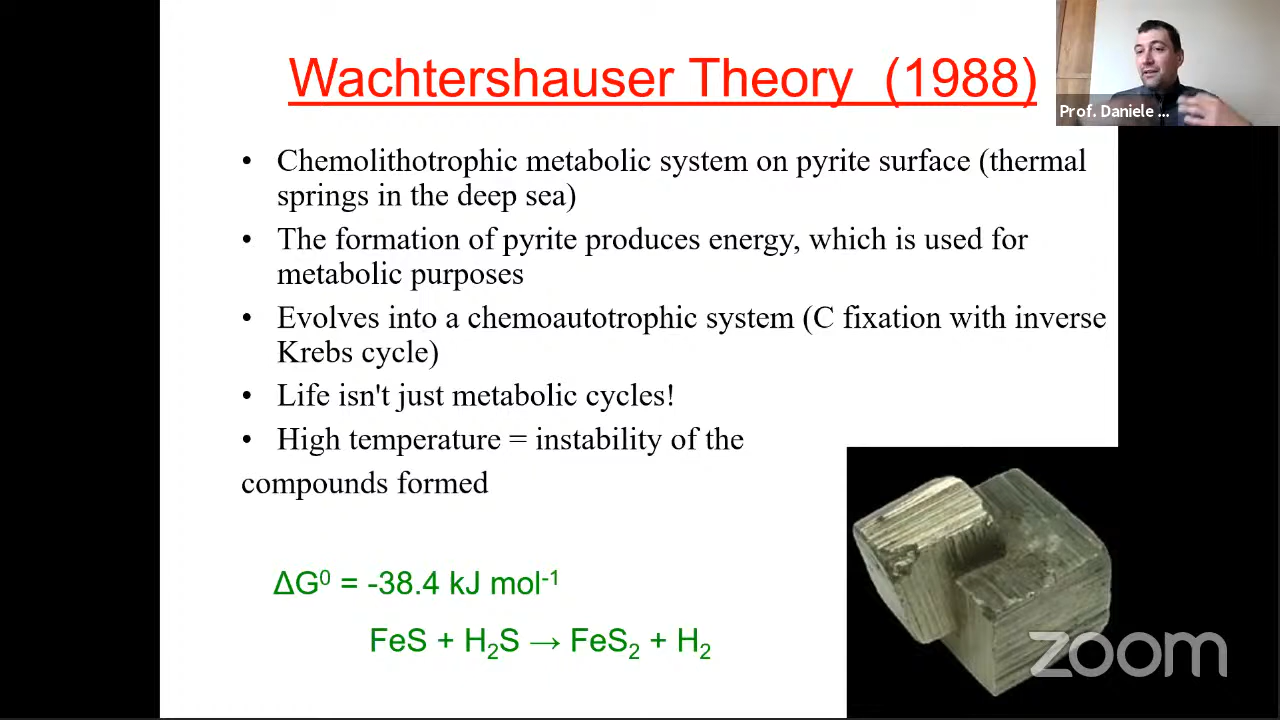 Wachtershauser Theory (1988)
Prof. Daniele ...
• Chemolithotrophic metabolic system on pyrite surface (thermal
springs in the deep sea)
• The formation of pyrite produces energy, which is used for
metabolic purposes
• Evolves into a chemoautotrophic system (C fixation with inverse
Krebs cycle)
• Life isn't just metabolic cycles!
• High temperature = instability of the
compounds formed
ΔG⁰ = -38.4 kJ mol⁻¹
FeS + H₂S → FeS₂ + H₂
zoom